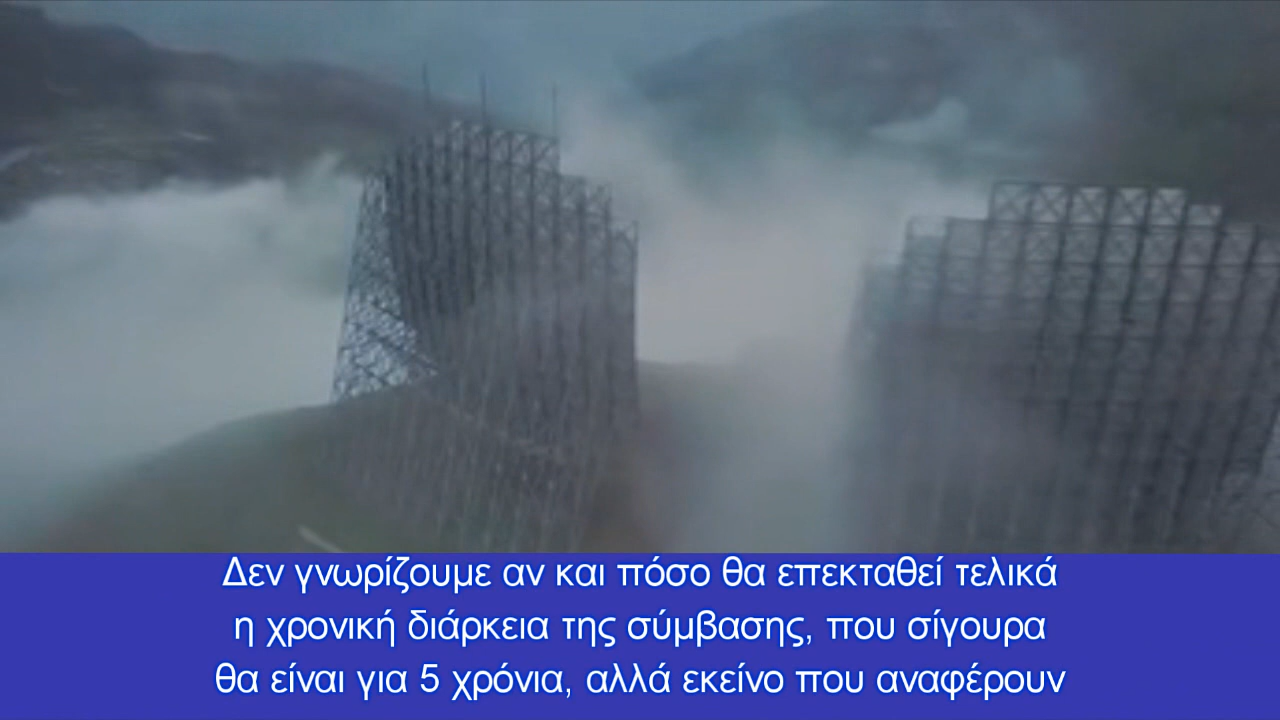 Δεν γνωρίζουμε αν και πόσο θα επεκταθεί τελικά
η χρονική διάρκεια της σύμβασης, που σίγουρα
θα είναι για 5 χρόνια, αλλά εκείνο που αναφέρουν